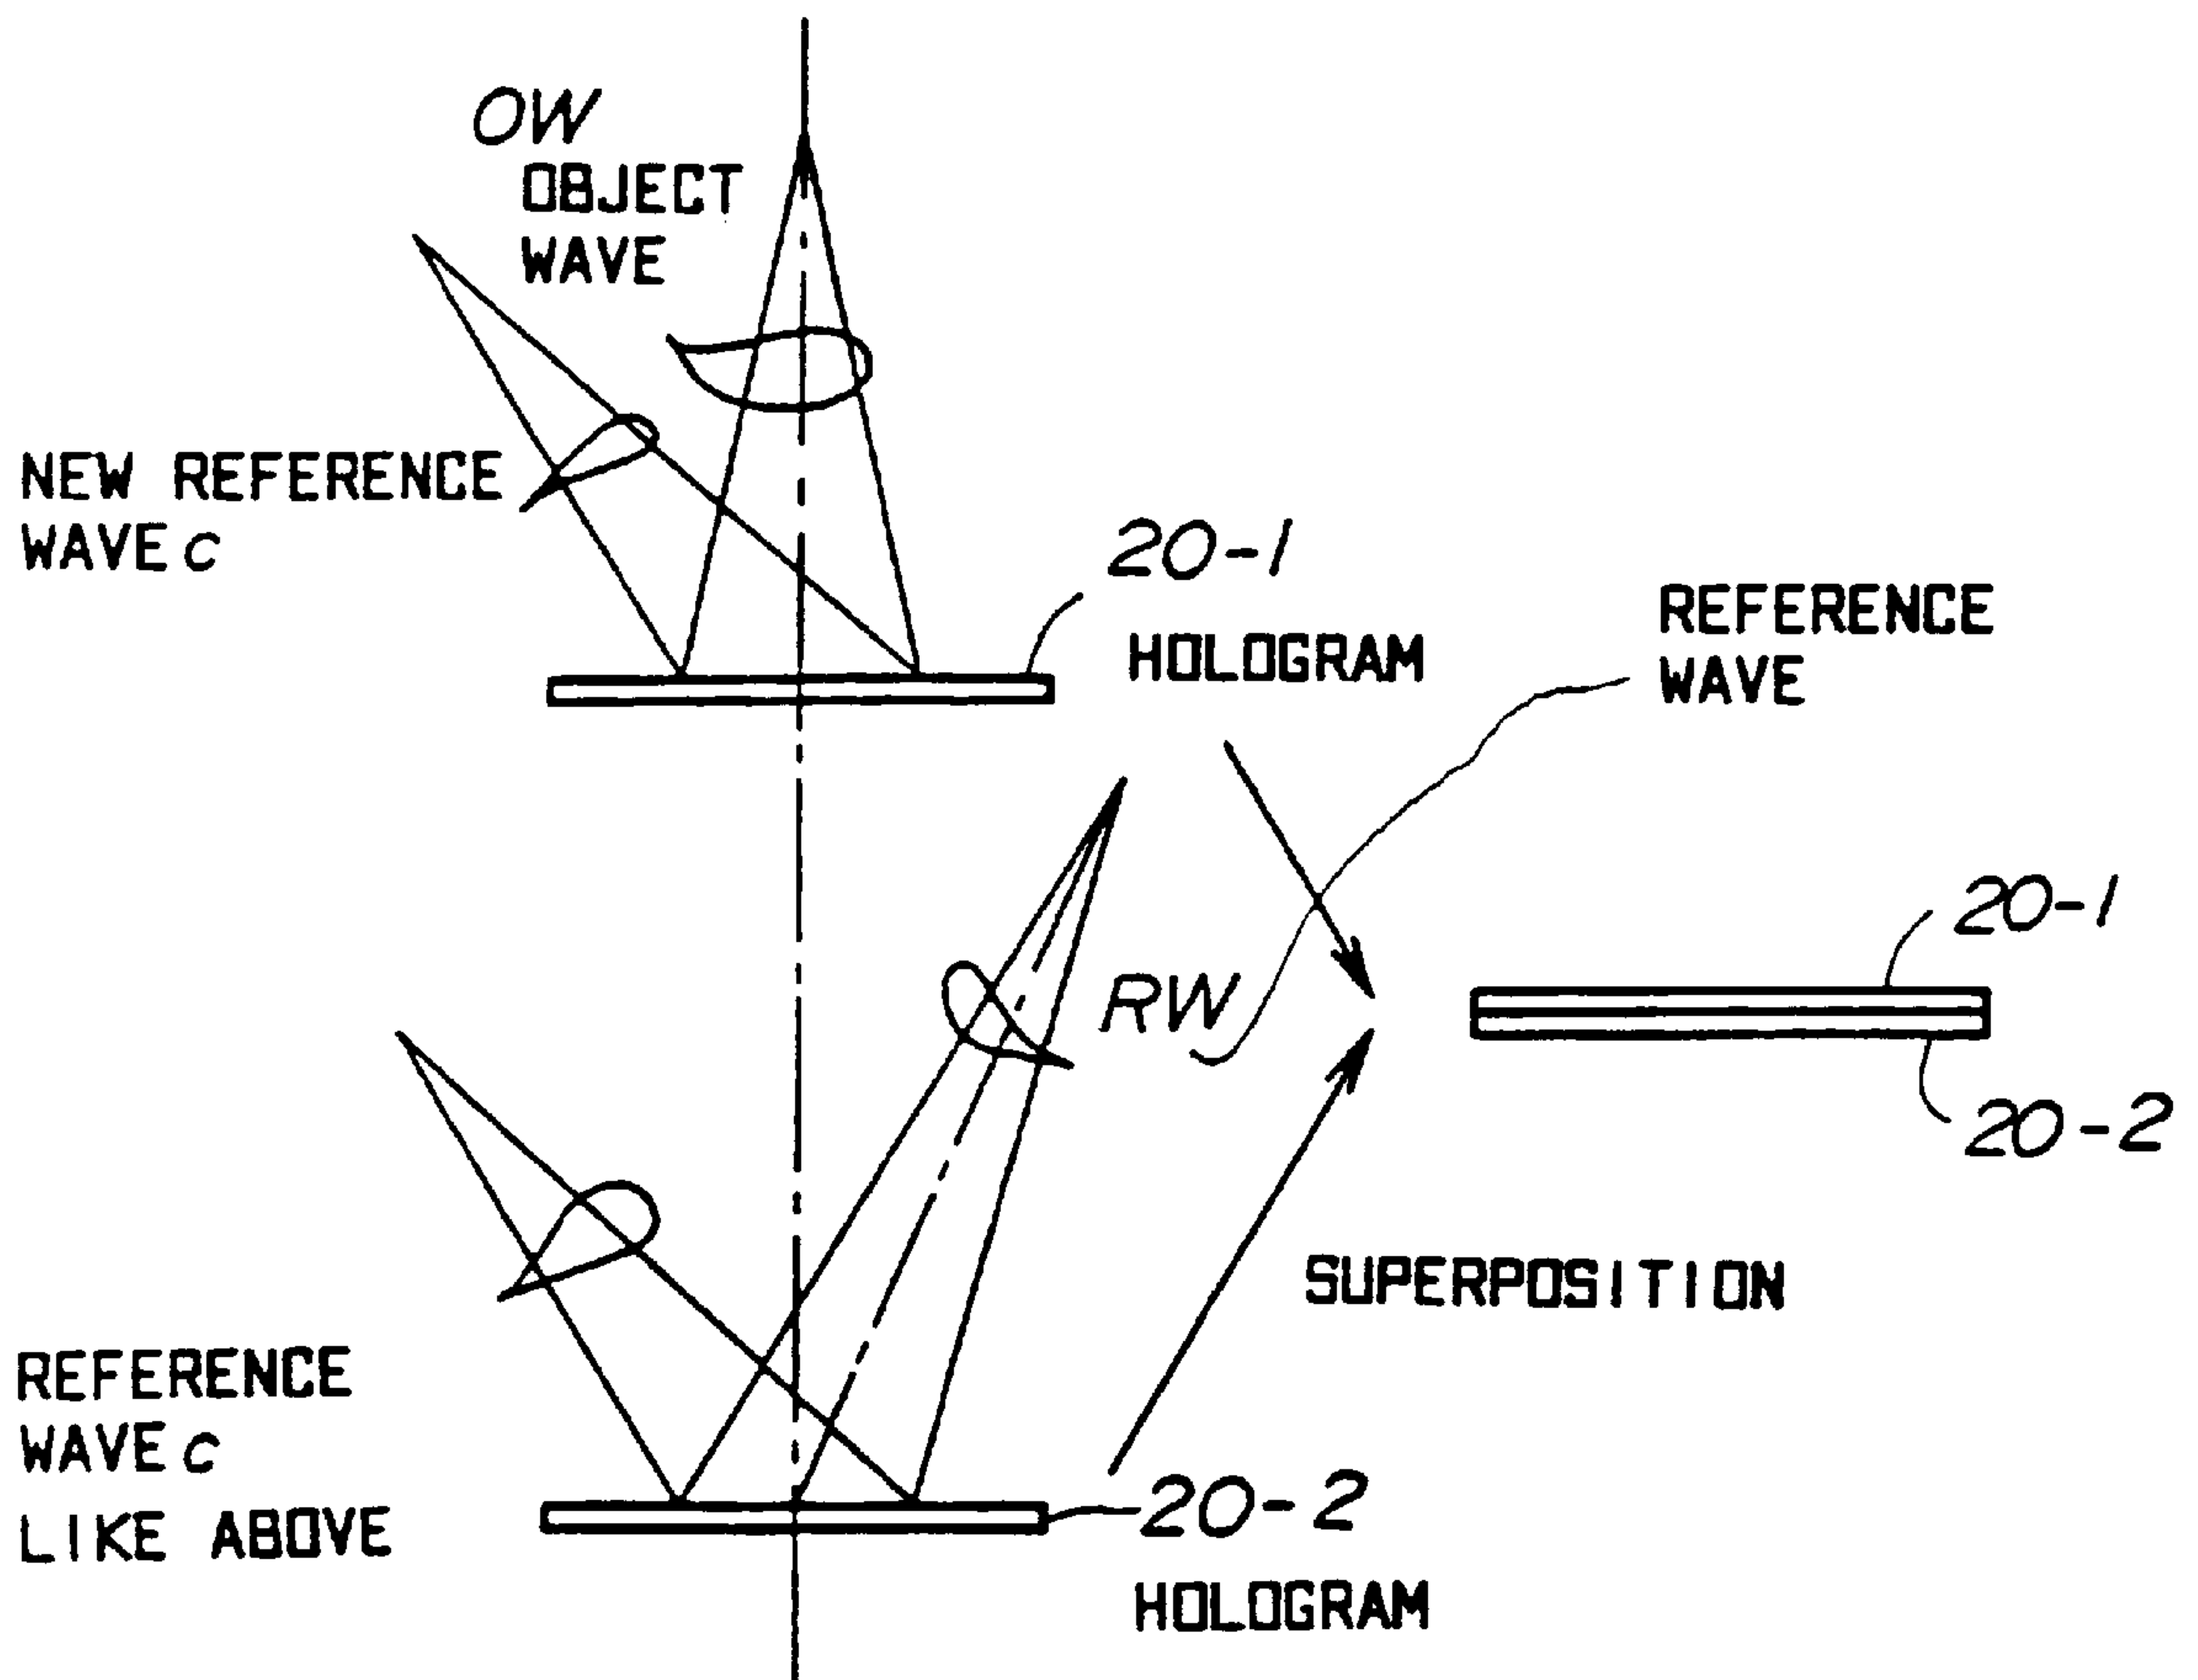 OW
OBJECT
WAVE
NEW REFERENCE
WAVE C
20-1
HOLOGRAM
REFERENCE
WAVE
RW
20-1
20-2
SUPERPOSITION
REFERENCE
WAVE C
LIKE ABOVE
20-2
HOLOGRAM